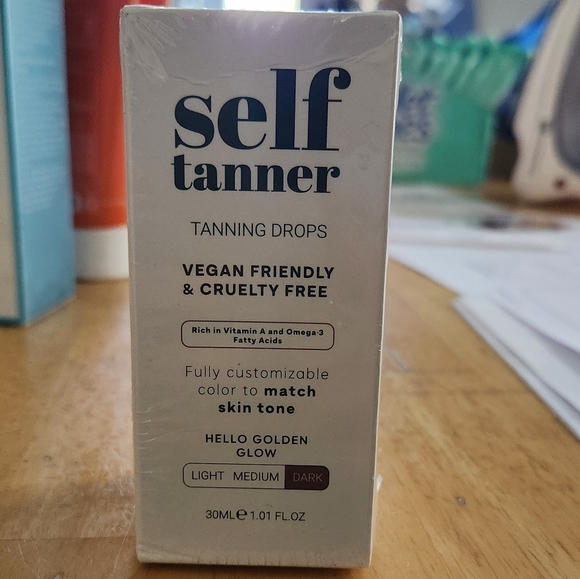 self
tanner
TANNING DROPS
VEGAN FRIENDLY
& CRUELTY FREE
Rich in Vitamin A and Omega-3
Fatty Acids
Fully customizable
color to match
skin tone
HELLO GOLDEN
GLOW
LIGHT MEDIUM DARK
30ML℮ 1.01 FL.OZ